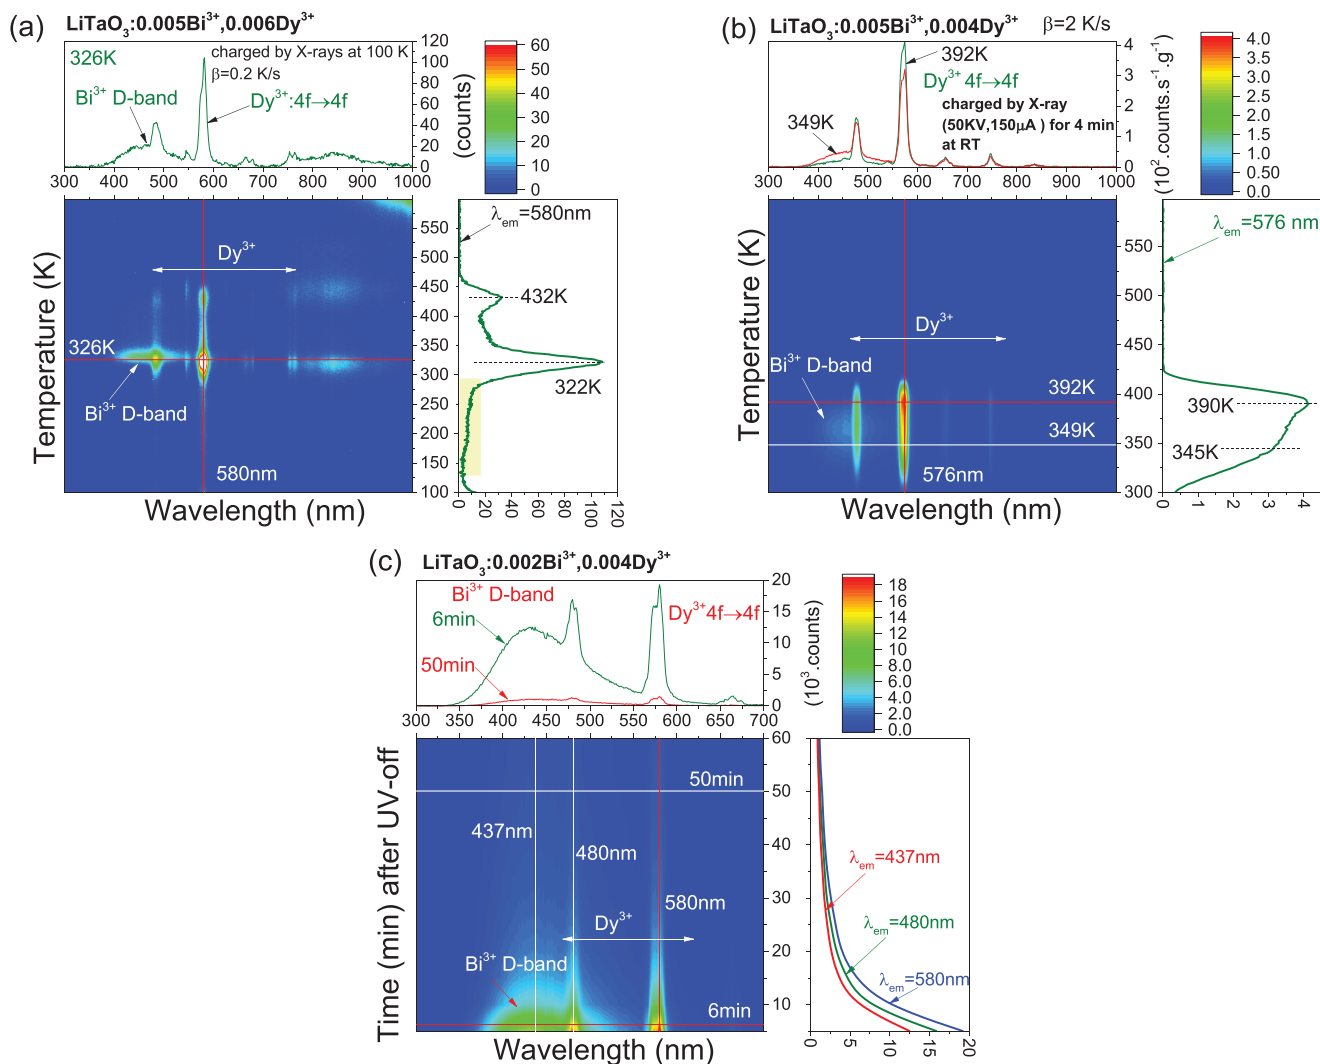 (a)
LiTaO3:0.005Bi3+,0.006Dy3+
326K
charged by X-rays at 100 K
β=0.2 K/s
Bi3+ D-band
Dy3+:4f→4f
120
100
80
60
40
20
0
(counts)
300 400 500 600 700 800 900 1000
60
50
40
30
20
10
0
Dy3+
326K
Bi3+ D-band
580nm
Temperature (K)
Wavelength (nm)
λem=580nm
432K
322K
550
500
450
400
350
300
250
200
150
100
0 20 40 60 80 100 120
(b)
LiTaO3:0.005Bi3+,0.004Dy3+
β=2 K/s
392K
Dy3+ 4f→4f
charged by X-ray
(50KV,150μA ) for 4 min
at RT
349K
4
3
2
1
0
(10².counts.s⁻¹.g⁻¹)
300 400 500 600 700 800 900 1000
4.0
3.5
3.0
2.5
2.0
1.5
1.0
0.50
0.0
Dy3+
Bi3+ D-band
392K
349K
576nm
Temperature (K)
Wavelength (nm)
λem=576 nm
390K
345K
550
500
450
400
350
300
0 1 2 3 4
(c)
LiTaO3:0.002Bi3+,0.004Dy3+
Bi3+ D-band
6min
Dy3+4f→4f
50min
20
15
10
5
0
(10³.counts)
300 350 400 450 500 550 600 650 700
18
16
14
12
10
8.0
6.0
4.0
2.0
0.0
50min
437nm
480nm
580nm
Dy3+
Bi3+ D-band
6min
Time (min) after UV-off
Wavelength (nm)
60
50
40
30
20
10
λem=437nm
λem=480nm
λem=580nm
0 5 10 15 20